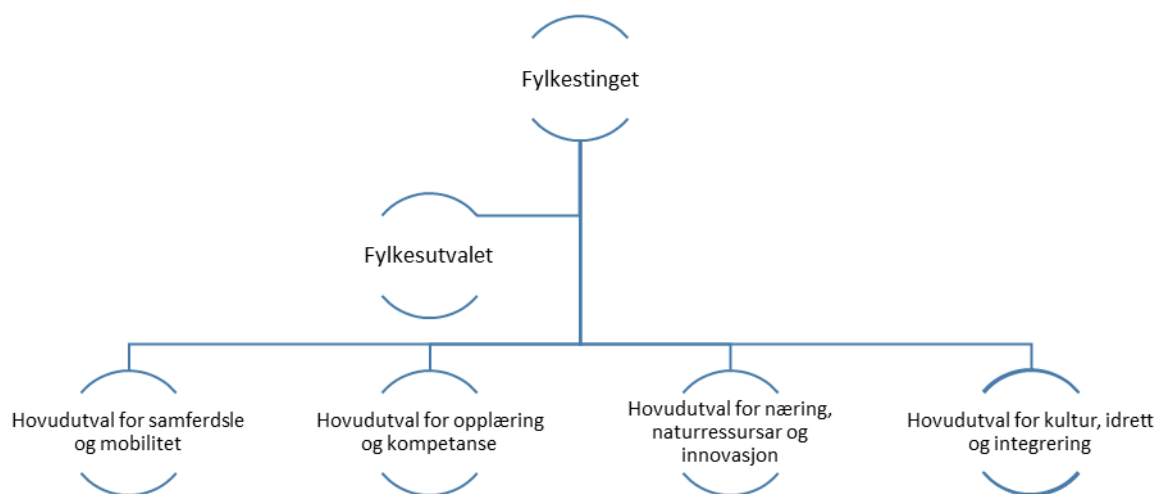 Fylkestinget
Fylkesutvalet
Hovudutval for samferdsle
og mobilitet
Hovudutval for opplæring
og kompetanse
Hovudutval for næring,
naturressursar og
innovasjon
Hovudutval for kultur, idrett
og integrering